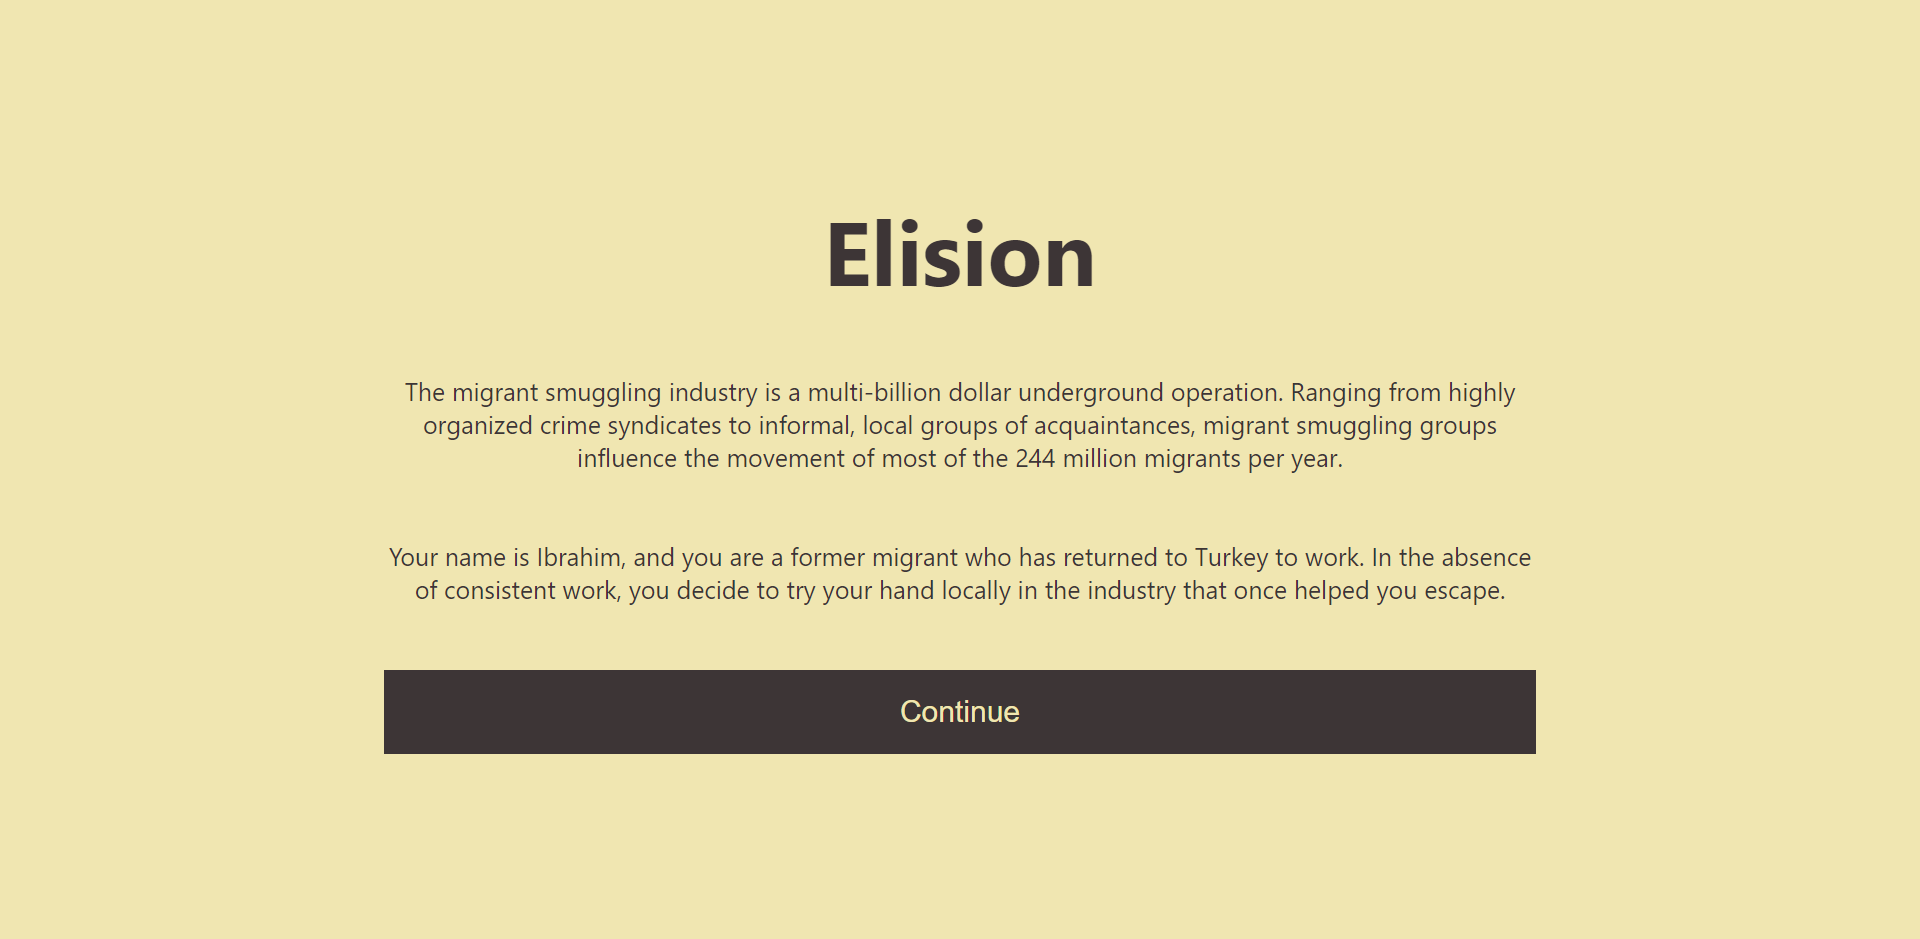 Elision
The migrant smuggling industry is a multi-billion dollar underground operation. Ranging from highly
organized crime syndicates to informal, local groups of acquaintances, migrant smuggling groups
influence the movement of most of the 244 million migrants per year.
Your name is Ibrahim, and you are a former migrant who has returned to Turkey to work. In the absence
of consistent work, you decide to try your hand locally in the industry that once helped you escape.
Continue